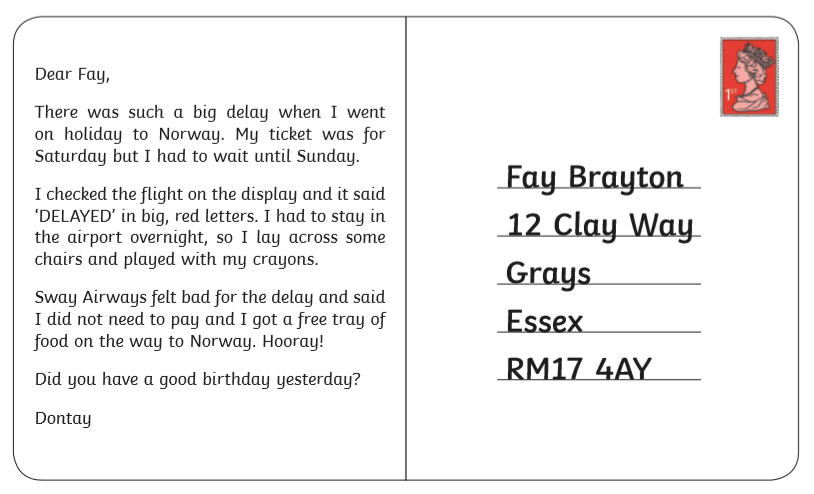 Dear Fay,
There was such a big delay when I went
on holiday to Norway. My ticket was for
Saturday but I had to wait until Sunday.
I checked the flight on the display and it said
‘DELAYED’ in big, red letters. I had to stay in
the airport overnight, so I lay across some
chairs and played with my crayons.
Sway Airways felt bad for the delay and said
I did not need to pay and I got a free tray of
food on the way to Norway. Hooray!
Did you have a good birthday yesterday?
Dontay
1ST
Fay Brayton
12 Clay Way
Grays
Essex
RM17 4AY